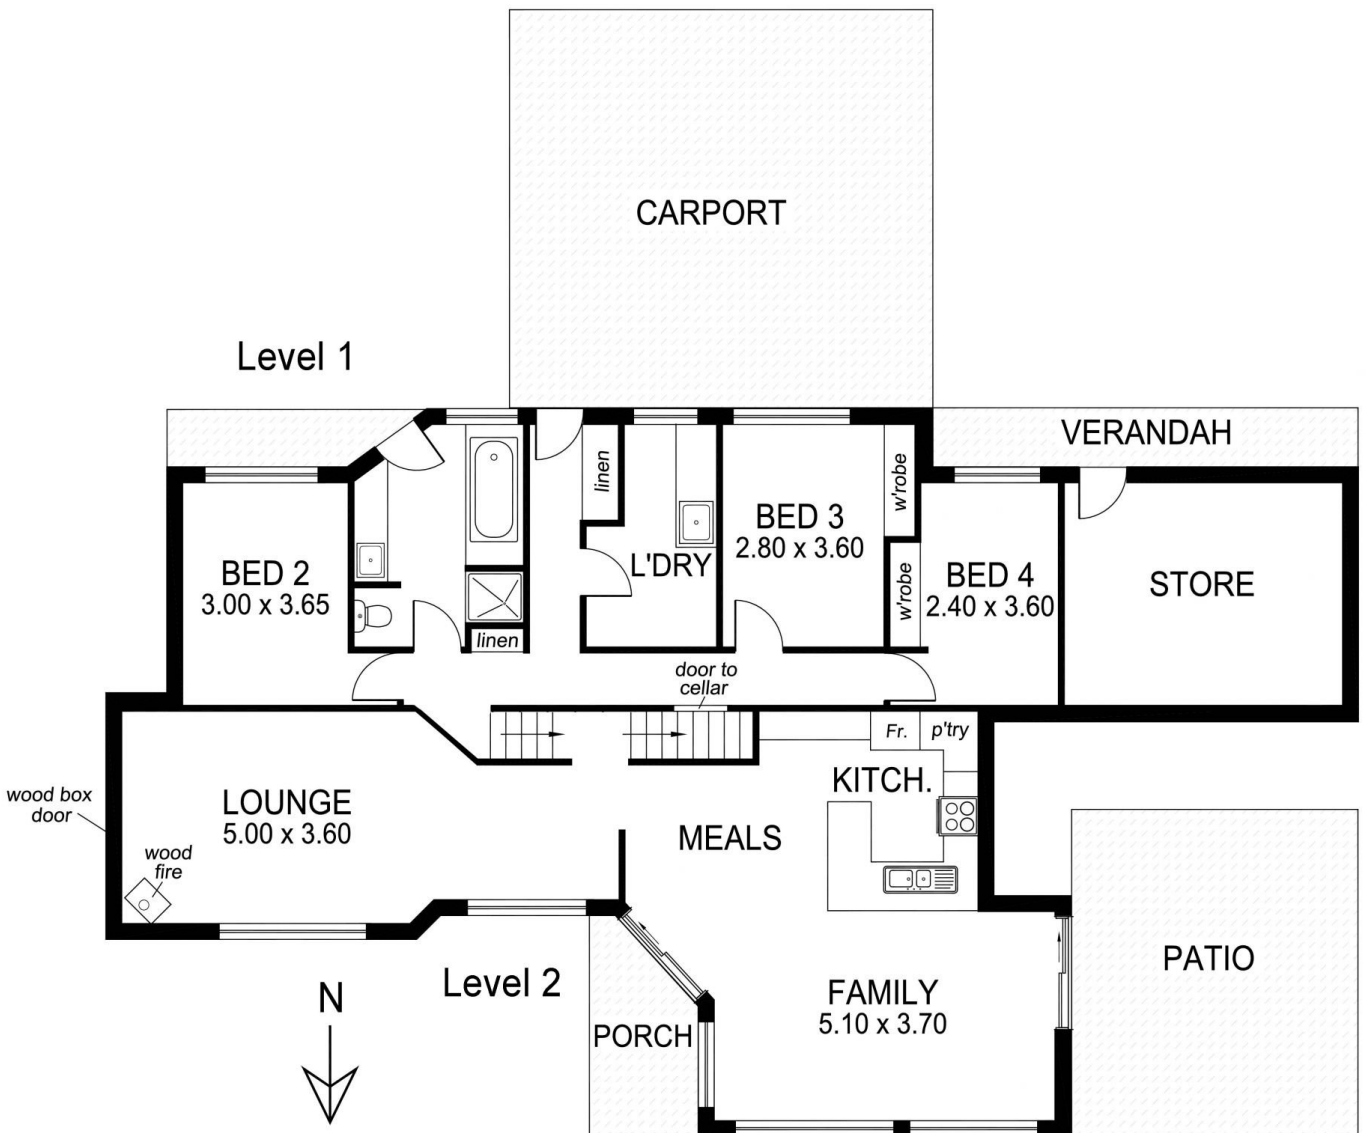 CARPORT
Level 1
VERANDAH
linen
w'robe
BED 3
2.80 x 3.60
L'DRY
BED 2
3.00 x 3.65
w'robe
BED 4
2.40 x 3.60
STORE
linen
door to
cellar
Fr.
p'try
KITCH.
wood box
door
LOUNGE
5.00 x 3.60
MEALS
wood
fire
Level 2
N
PORCH
FAMILY
5.10 x 3.70
PATIO